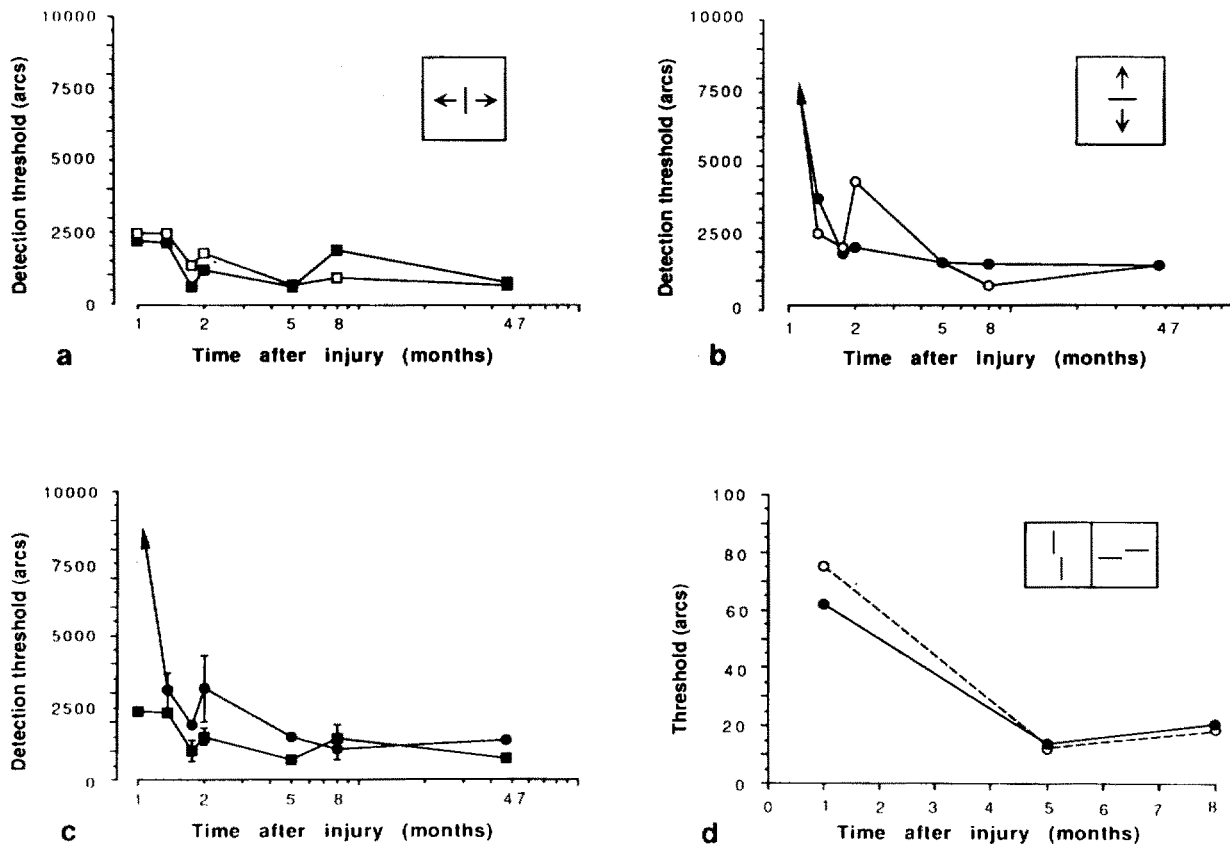 10000
7500
5000
2500
0
Detection threshold (arcs)
1 2 5 8 47
Time after injury (months)
a
10000
7500
5000
2500
0
Detection threshold (arcs)
1 2 5 8 47
Time after injury (months)
b
10000
7500
5000
2500
0
Detection threshold (arcs)
1 2 5 8 47
Time after injury (months)
c
100
80
60
40
20
0
Threshold (arcs)
0 1 2 3 4 5 6 7 8
Time after injury (months)
d